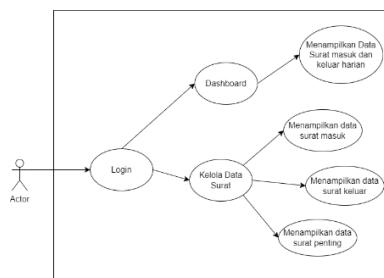 Menampilkan Data
Surat masuk dan
keluar harian
Dashboard
Menampilkan data
surat masuk
Login
Kelola Data
Surat
Menampilkan data
surat keluar
Actor
Menampilkan data
surat penting